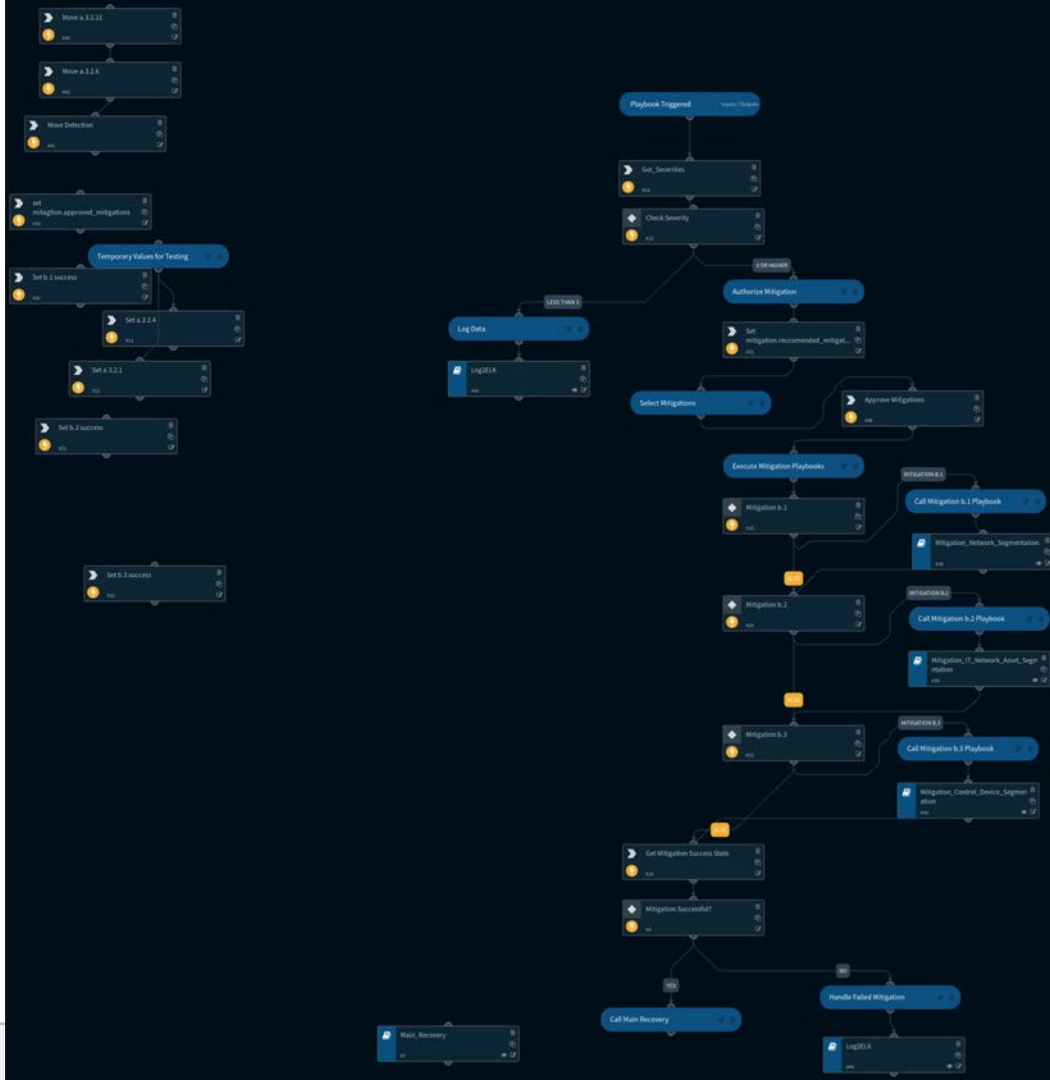 Move a.3.2.11
Move a.3.2.6
Move Detection
set
mitagtion.approved_mitigations
Temporary Values for Testing
Set b.1 success
Set a.3.2.4
Set a.3.2.1
Set b.2 success
Set b.3 success
Playbook Triggered
Inputs / Outputs
Get_Severities
Check Severity
3 OR HIGHER
LESS THAN 3
Authorize Mitigation
Log Data
Set
mitigation.reccomended_mitigat...
Log2ELK
Select Mitigations
Approve Mitigations
Execute Mitigation Playbooks
MITIGATION B.1
Call Mitigation b.1 Playbook
Mitigation b.1
Mitigation_Network_Segmentation
ELSE
MITIGATION B.2
Mitigation b.2
Call Mitigation b.2 Playbook
Mitigation_IT_Network_Asset_Segme
ntation
ELSE
MITIGATION B.3
Mitigation b.3
Call Mitigation b.3 Playbook
Mitigation_Control_Device_Segment
ation
ELSE
Get Mitigation Success State
Mitigation Successful?
YES
NO
Call Main Recovery
Handle Failed Mitigation
Main_Recovery
Log2ELK